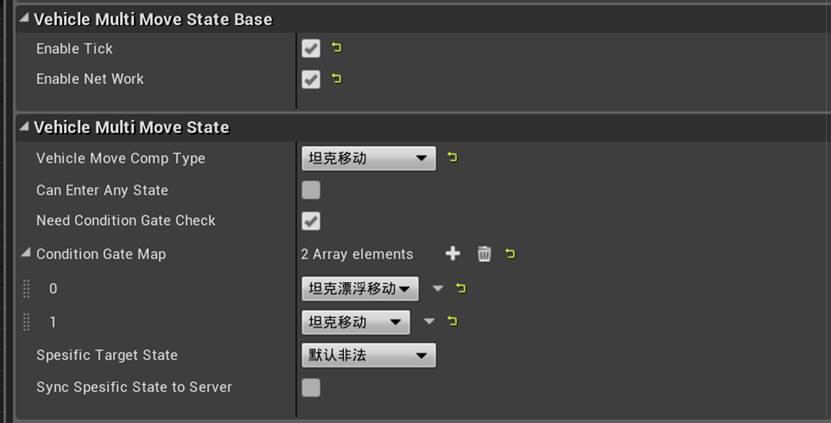 Vehicle Multi Move State Base
Enable Tick
Enable Net Work
Vehicle Multi Move State
Vehicle Move Comp Type 坦克移动
Can Enter Any State
Need Condition Gate Check
Condition Gate Map 2 Array elements
0 坦克漂浮移动
1 坦克移动
Spesific Target State 默认非法
Sync Spesific State to Server